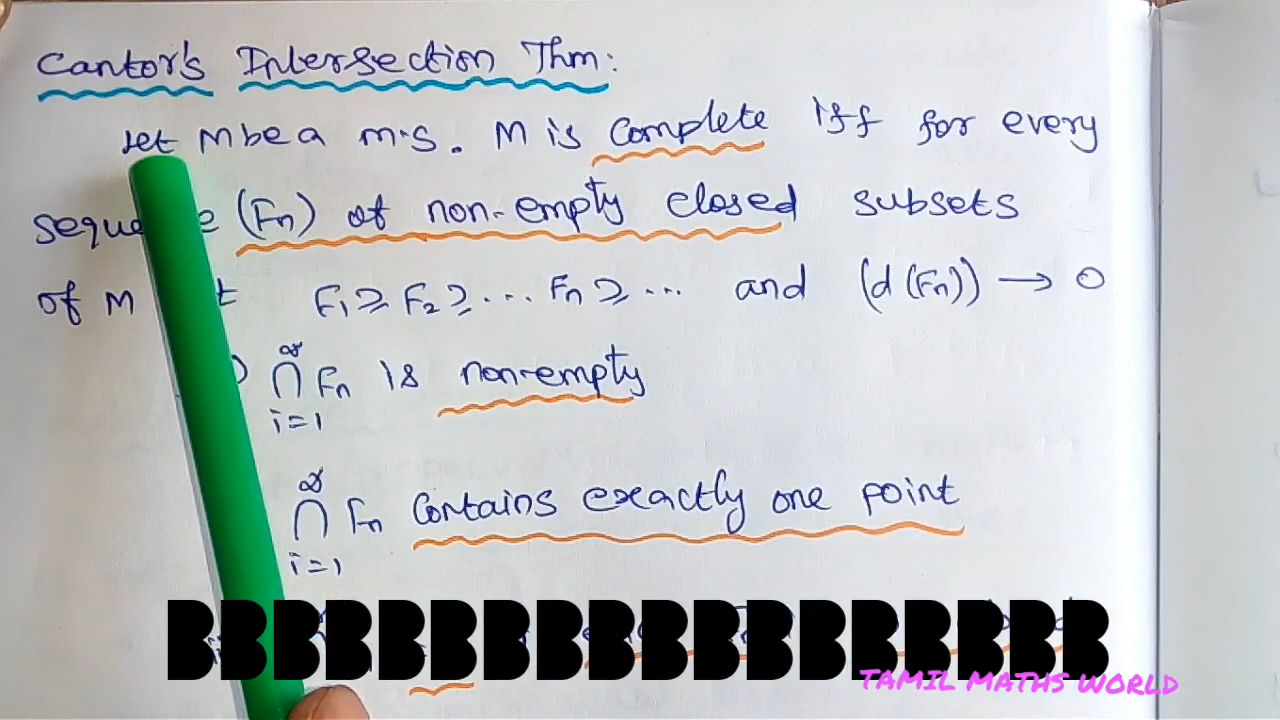 Cantor's Intersection Thm:
Let M be a m.s. M is Complete iff for every
(Fn) of non-empty closed subsets
of M F1 ⩾ F2 ⩾ ... Fn ⩾ ... and (d(Fn)) → 0
∞
∩ Fn is non-empty
i=1
∞
∩ Fn Contains exactly one point
i=1
BBBBBBBBBBBBBBBBBB
TAMIL MATHS WORLD